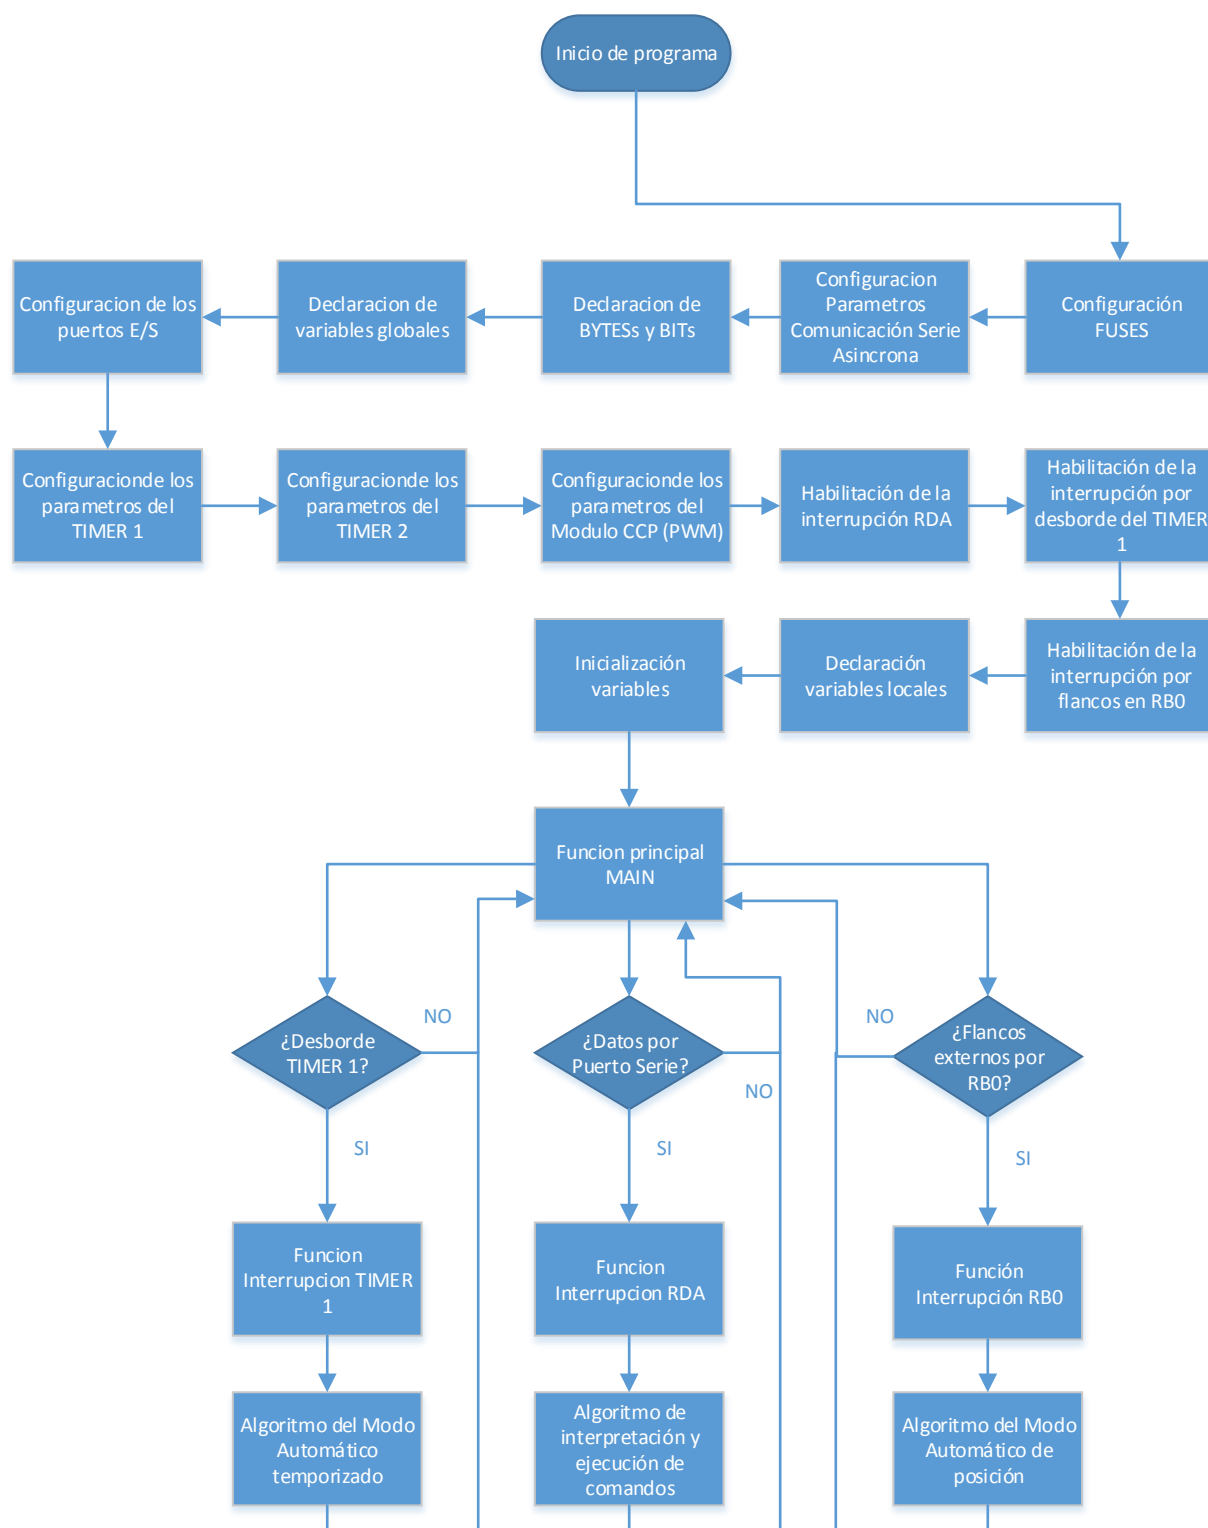 Inicio de programa
Configuracion de los
puertos E/S
Declaracion de
variables globales
Declaracion de
BYTESs y BITs
Configuracion
Parametros
Comunicación Serie
Asincrona
Configuración
FUSES
Configuracionde los
parametros del
TIMER 1
Configuracionde los
parametros del
TIMER 2
Configuracionde los
parametros del
Modulo CCP (PWM)
Habilitación de la
interrupción RDA
Habilitación de la
interrupción por
desborde del TIMER
1
Inicialización
variables
Declaración
variables locales
Habilitación de la
interrupción por
flancos en RB0
Funcion principal
MAIN
¿Desborde
TIMER 1?
NO
¿Datos por
Puerto Serie?
NO
NO
¿Flancos
externos por
RB0?
SI
SI
SI
Funcion
Interrupcion TIMER
1
Funcion
Interrupcion RDA
Función
Interrupción RB0
Algoritmo del Modo
Automático
temporizado
Algoritmo de
interpretación y
ejecución de
comandos
Algoritmo del Modo
Automático de
posición